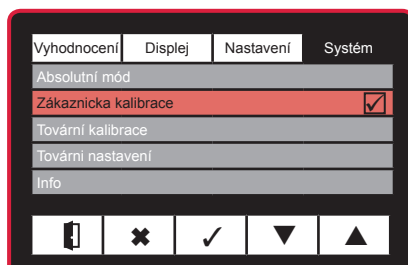 Vyhodnocení Displej Nastavení Systém
Absolutní mód
Zákaznicka kalibrace
Tovární kalibrace
Továrni nastavení
Info